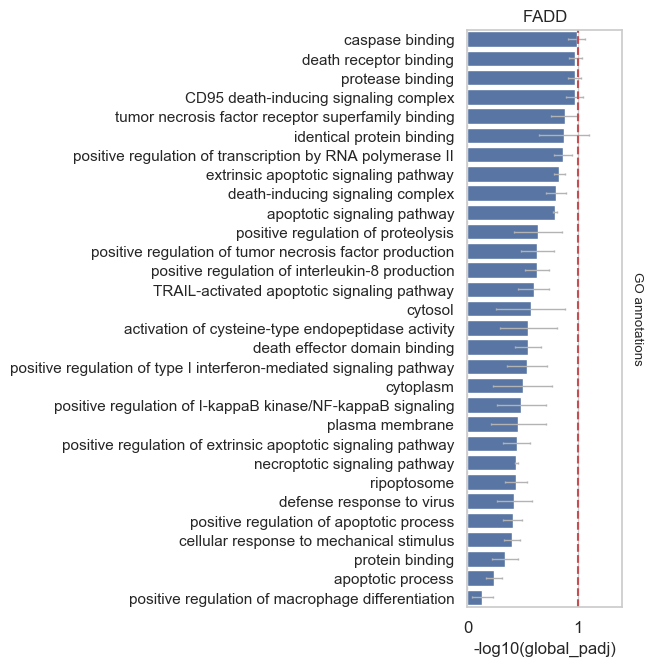 FADD
caspase binding
death receptor binding
protease binding
CD95 death-inducing signaling complex
tumor necrosis factor receptor superfamily binding
identical protein binding
positive regulation of transcription by RNA polymerase II
extrinsic apoptotic signaling pathway
death-inducing signaling complex
apoptotic signaling pathway
positive regulation of proteolysis
positive regulation of tumor necrosis factor production
positive regulation of interleukin-8 production
TRAIL-activated apoptotic signaling pathway
cytosol
activation of cysteine-type endopeptidase activity
death effector domain binding
positive regulation of type I interferon-mediated signaling pathway
cytoplasm
positive regulation of I-kappaB kinase/NF-kappaB signaling
plasma membrane
positive regulation of extrinsic apoptotic signaling pathway
necroptotic signaling pathway
ripoptosome
defense response to virus
positive regulation of apoptotic process
cellular response to mechanical stimulus
protein binding
apoptotic process
positive regulation of macrophage differentiation
GO annotations
0 1
-log10(global_padj)